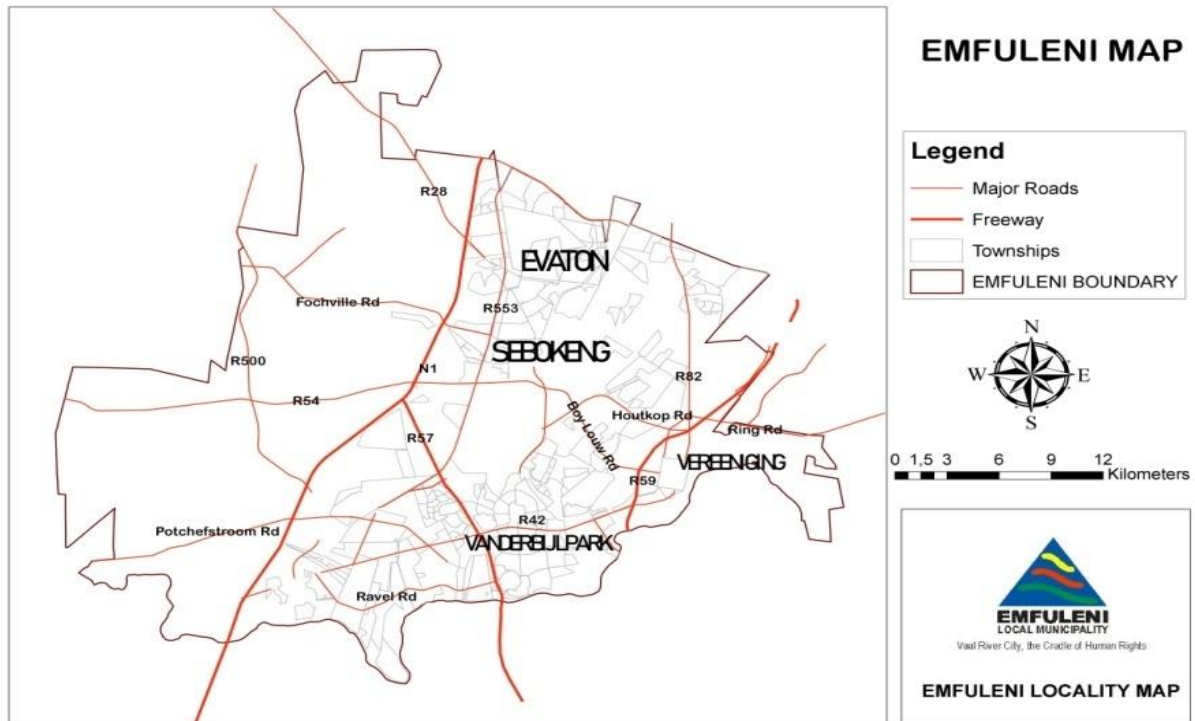 EMFULENI MAP
Legend
Major Roads
Freeway
Townships
EMFULENI BOUNDARY
N
W
E
S
0 1,5 3 6 9 12
Kilometers
EMFULENI
LOCAL MUNICIPALITY
Vaal River City, the Cradle of Human Rights
EMFULENI LOCALITY MAP
R28
EVATON
Fochville Rd
R553
SEBOKENG
R500
N1
R82
R54
Boy Louw Rd
Houtkop Rd
Ring Rd
R57
VEREENIGING
R59
R42
Potchefstroom Rd
VANDERBIJLPARK
Ravel Rd